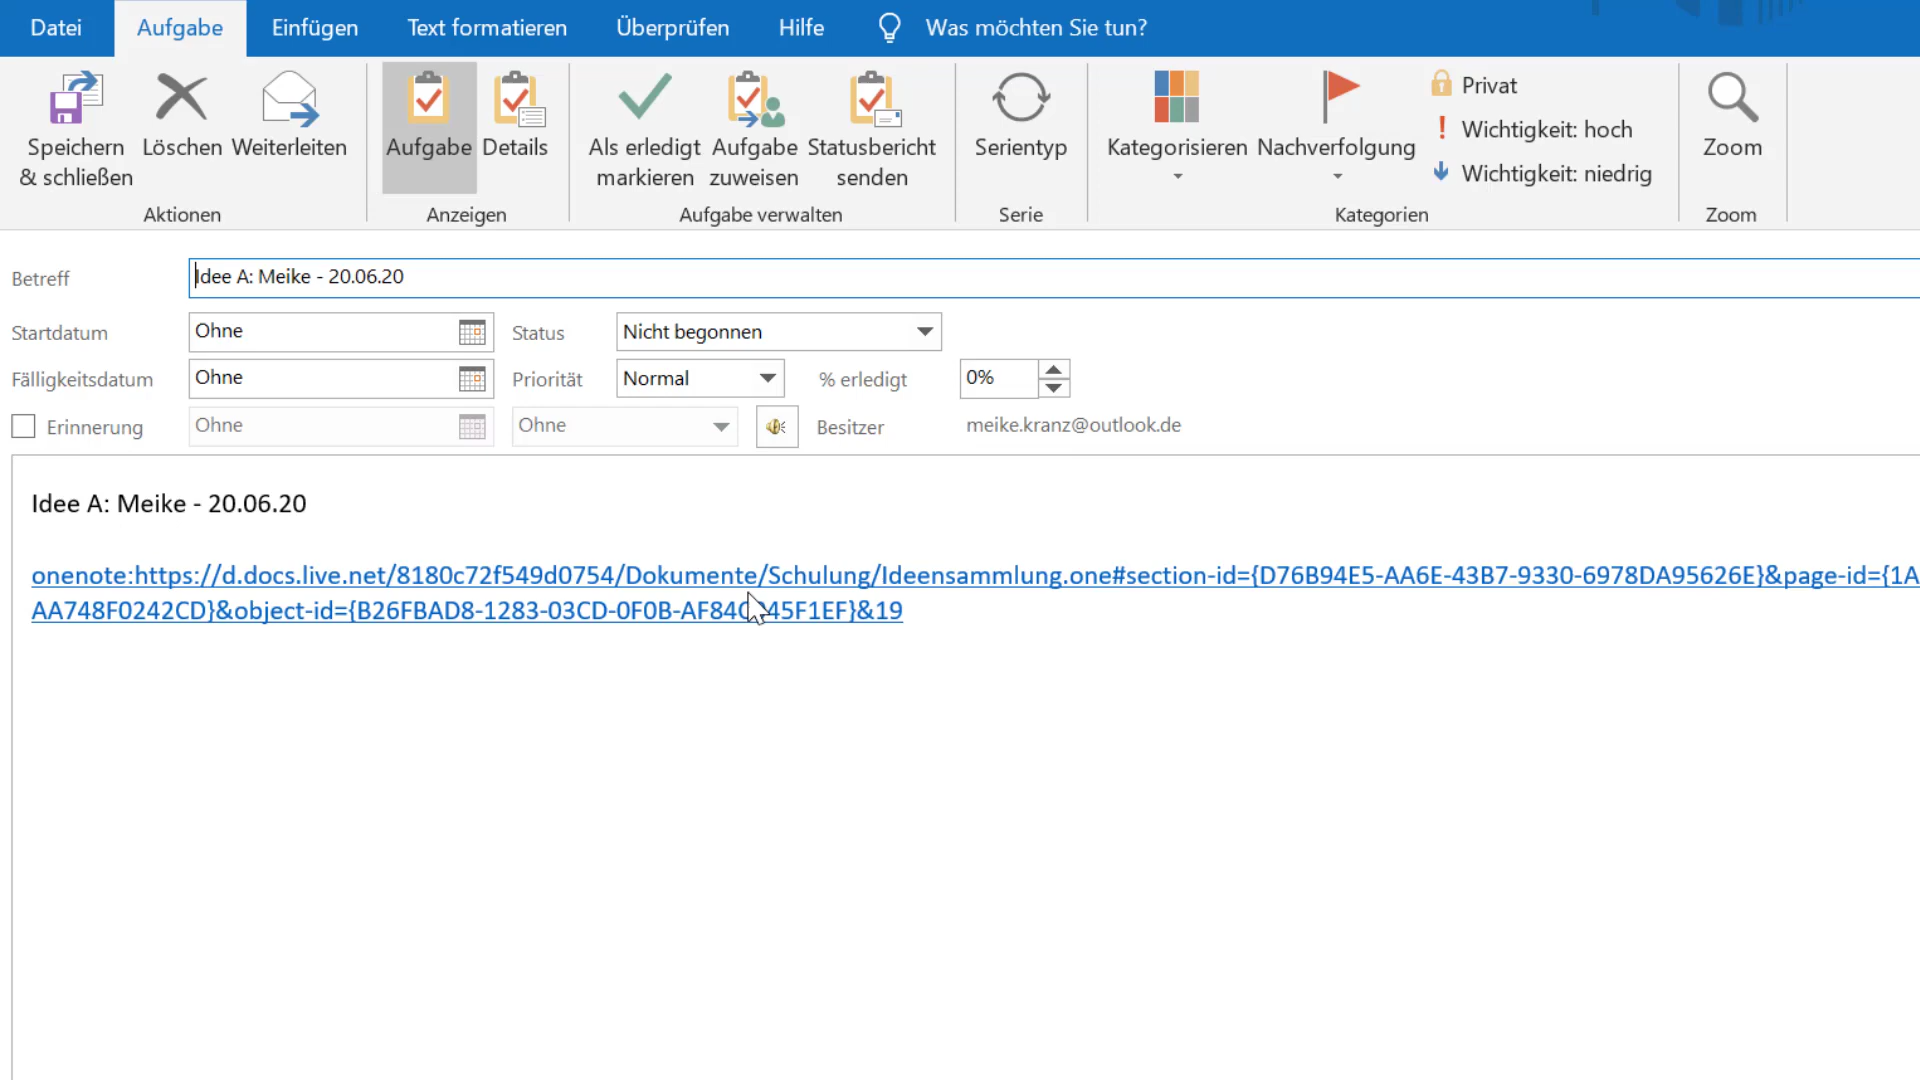 Datei Aufgabe Einfügen Text formatieren Überprüfen Hilfe Was möchten Sie tun?
Speichern & schließen
Löschen
Weiterleiten
Aktionen
Aufgabe
Details
Anzeigen
Als erledigt markieren
Aufgabe zuweisen
Statusbericht senden
Aufgabe verwalten
Serientyp
Serie
Kategorisieren
Nachverfolgung
Privat
Wichtigkeit: hoch
Wichtigkeit: niedrig
Kategorien
Zoom
Zoom
Betreff Idee A: Meike - 20.06.20
Startdatum Ohne Status Nicht begonnen
Fälligkeitsdatum Ohne Priorität Normal % erledigt 0%
Erinnerung Ohne Ohne Besitzer meike.kranz@outlook.de
Idee A: Meike - 20.06.20
onenote:https://d.docs.live.net/8180c72f549d0754/Dokumente/Schulung/Ideensammlung.one#section-id={D76B94E5-AA6E-43B7-9330-6978DA95626E}&page-id={1A
AA748F0242CD}&object-id={B26FBAD8-1283-03CD-0F0B-AF84 45F1EF}&19